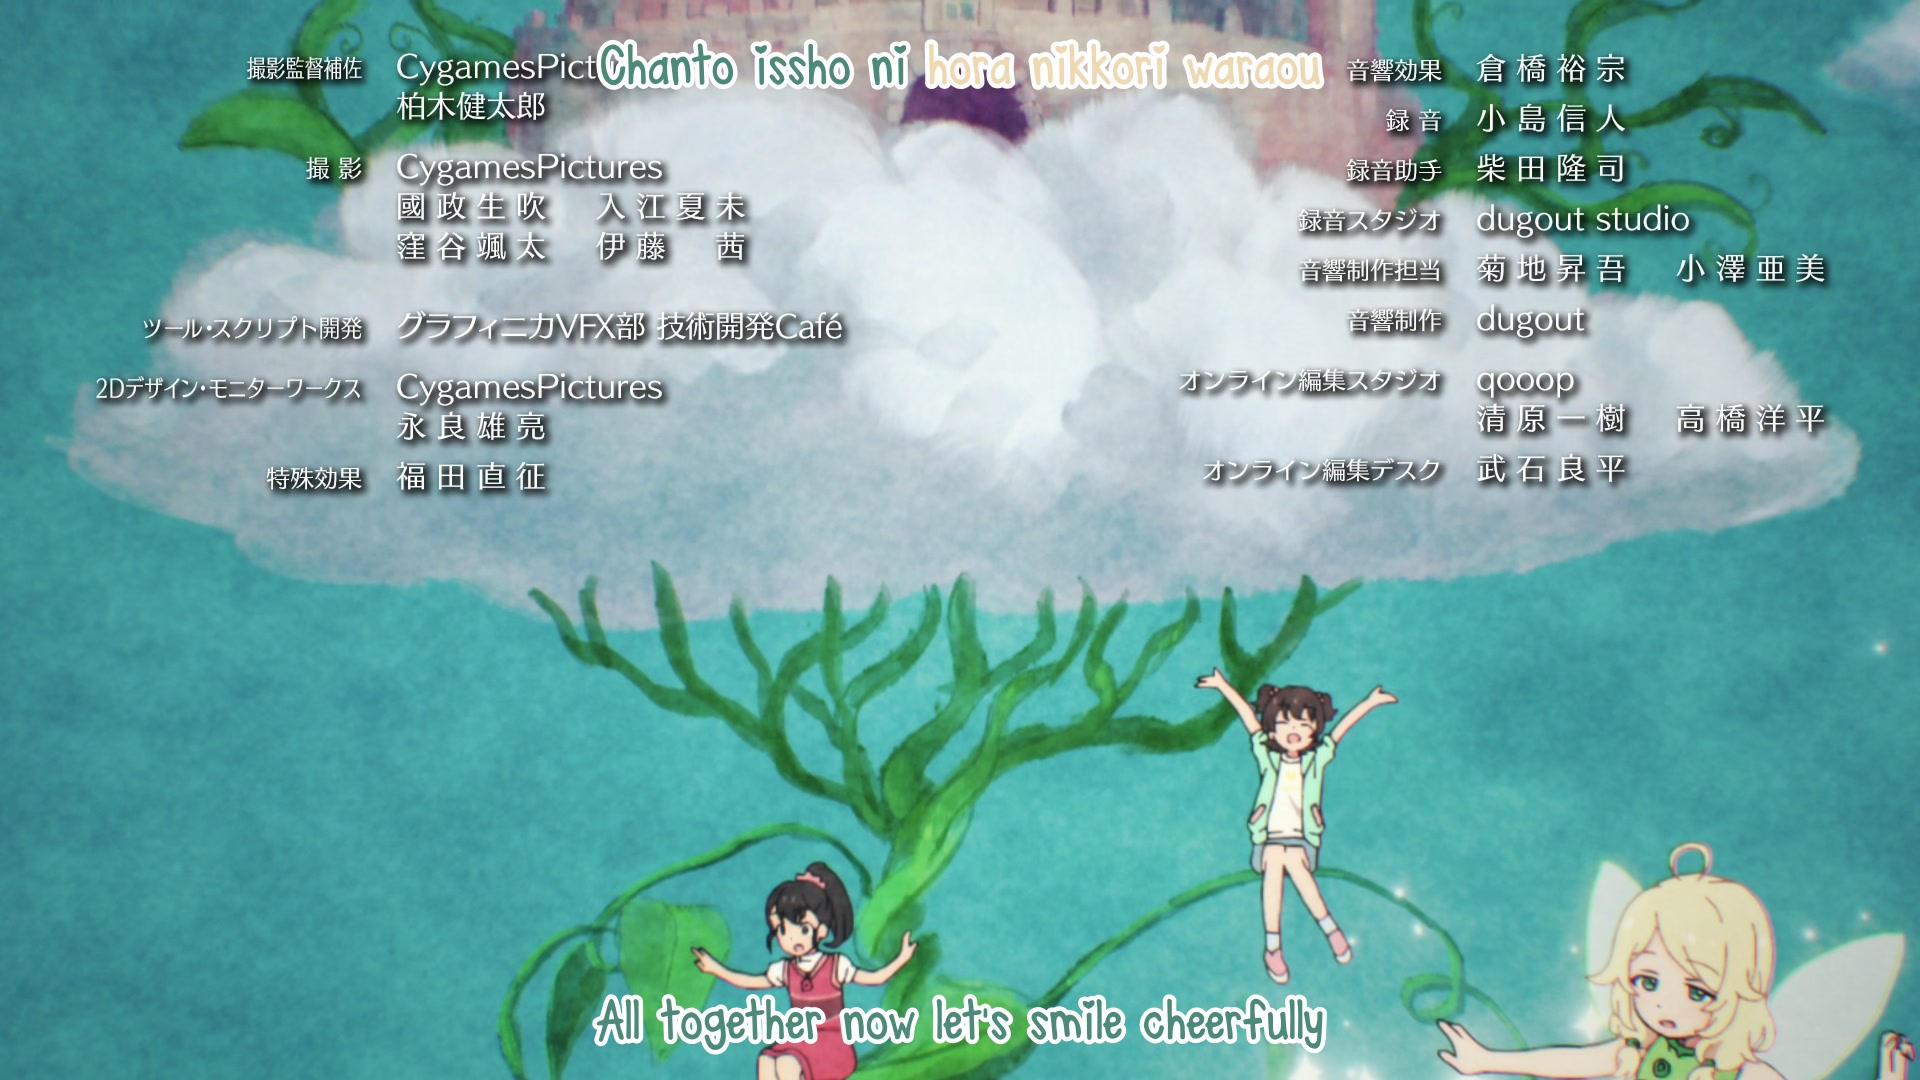 Chanto issho ni hora nikkori waraou
撮影監督補佐 CygamesPict
柏木健太郎
撮影 CygamesPictures
國政生吹 入江夏未
窪谷颯太 伊藤 茜
ツール・スクリプト開発 グラフィニカVFX部 技術開発Café
2Dデザイン・モニターワークス CygamesPictures
永良雄亮
特殊効果 福田直征
音響効果 倉橋裕宗
録音 小島信人
録音助手 柴田隆司
録音スタジオ dugout studio
音響制作担当 菊地昇吾 小澤亜美
音響制作 dugout
オンライン編集スタジオ qooop
清原一樹 高橋洋平
オンライン編集デスク 武石良平
All together now let's smile cheerfully